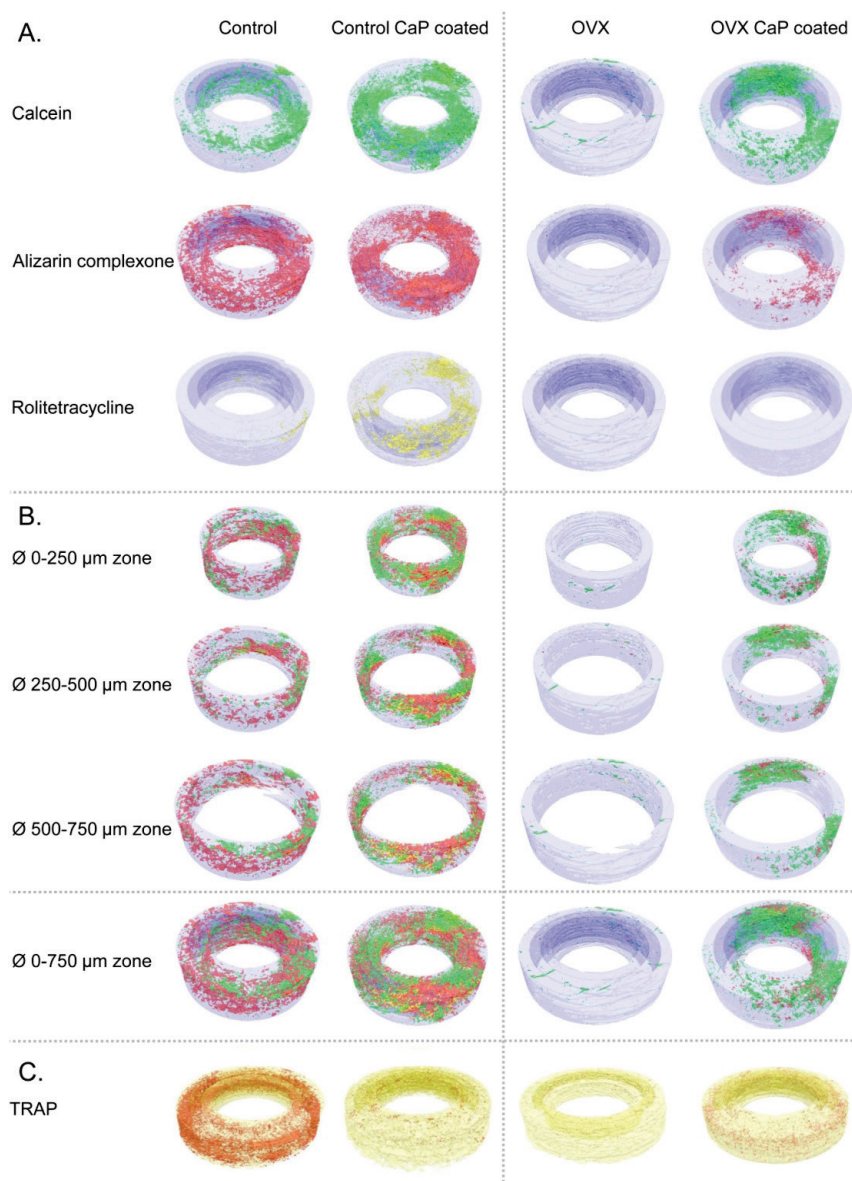 A.
Control Control CaP coated OVX OVX CaP coated
Calcein
Alizarin complexone
Rolitetracycline
B.
Ø 0-250 µm zone
Ø 250-500 µm zone
Ø 500-750 µm zone
Ø 0-750 µm zone
C.
TRAP